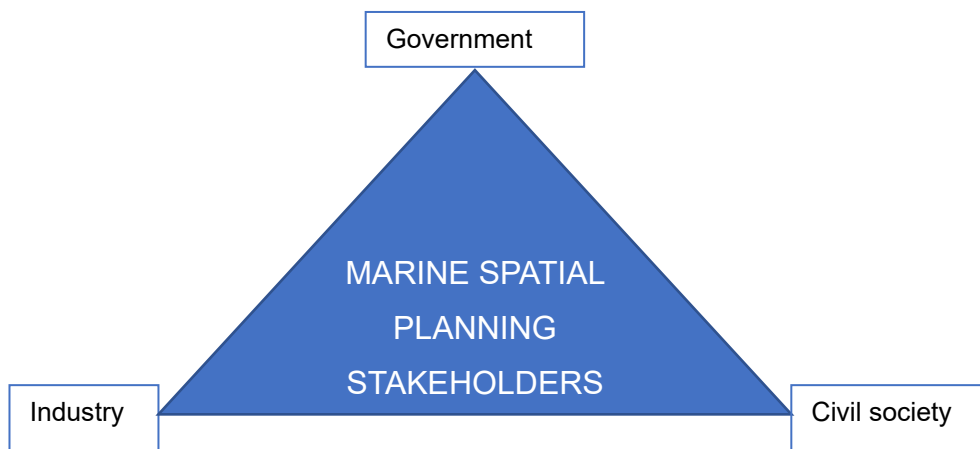 Government
MARINE SPATIAL
PLANNING
STAKEHOLDERS
Industry
Civil society